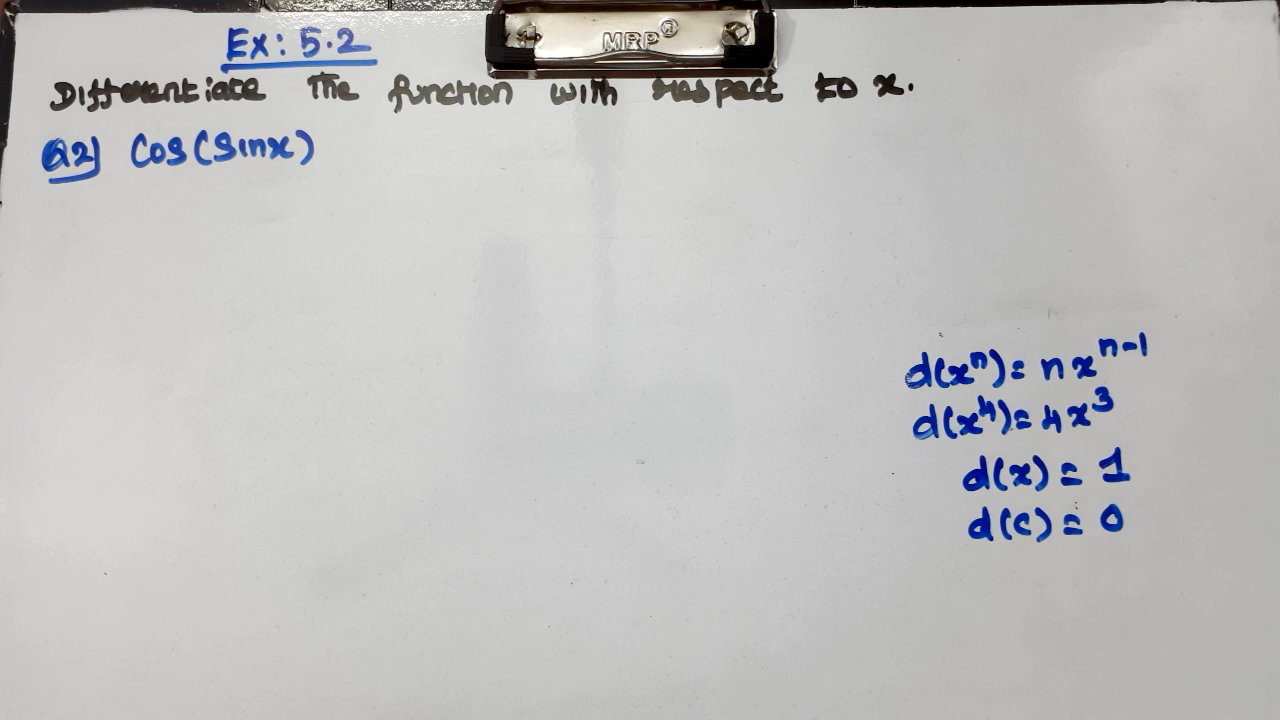 MRP®
Ex: 5.2
Differentiate The function with respect to x.
Q2) Cos(Sinx)
d(xⁿ) = n xⁿ⁻¹
d(x⁴) = 4x³
d(x) = 1
d(c) = 0